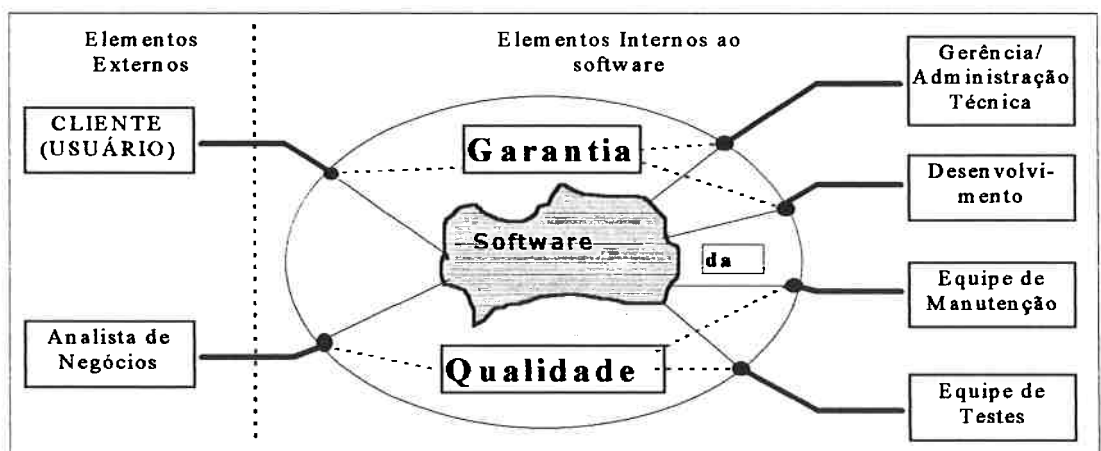 Elementos
Externos
Elementos Internos ao
software
CLIENTE
(USUÁRIO)
Analista de
Negócios
Garantia
Software
da
Qualidade
Gerência/
Administração
Técnica
Desenvolvi-
mento
Equipe de
Manutenção
Equipe de
Testes